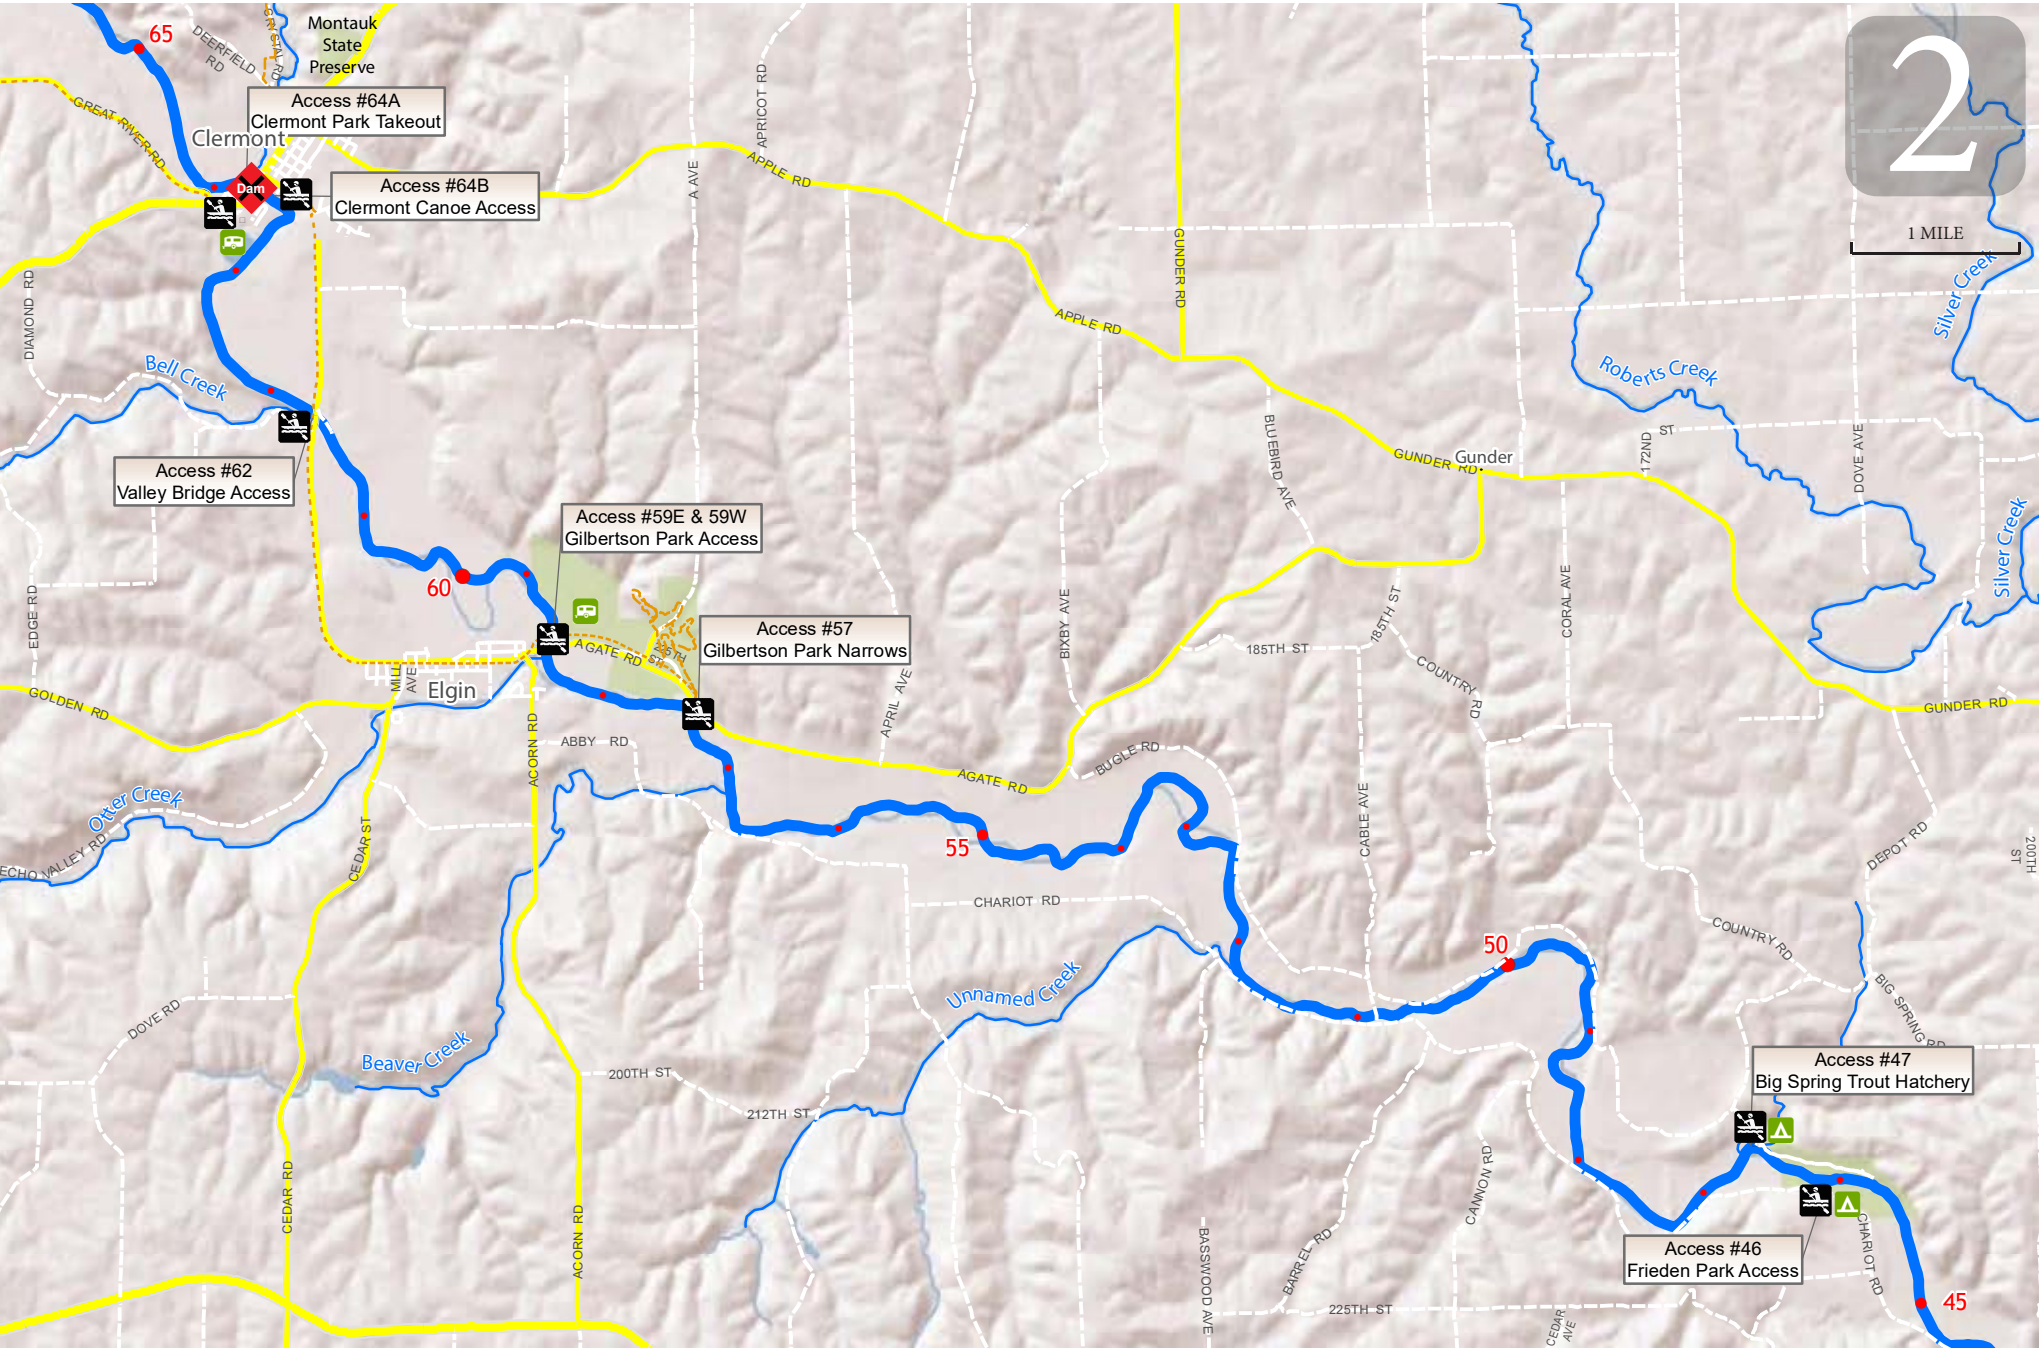 65
DEERFIELD
RD
CRYSTAL RD
Montauk
State
Preserve
2
1 MILE
GREAT RIVER RD
Access #64A
Clermont Park Takeout
Clermont
Dam
Access #64B
Clermont Canoe Access
A AVE
APRICOT RD
APPLE RD
GUNDER RD
APPLE RD
Silver Creek
DIAMOND RD
Bell Creek
Roberts Creek
Access #62
Valley Bridge Access
BLUEBIRD AVE
GUNDER RD
Gunder
172ND
ST
DOVE AVE
Silver Creek
Access #59E & 59W
Gilbertson Park Access
60
EDGE RD
Access #57
Gilbertson Park Narrows
AGATE RD
ST
BIXBY AVE
185TH ST
185TH ST
CORAL AVE
COUNTRY
RD
MILL
AVE
Elgin
GOLDEN RD
APRIL AVE
GUNDER RD
ABBY RD
ACORN RD
AGATE RD
BUGLE RD
Otter Creek
ECHO VALLEY RD
CEDAR ST
55
CABLE AVE
DEPOT RD
200TH
ST
CHARIOT RD
50
COUNTRY RD
Unnamed Creek
DOVE RD
BIG SPRING RD
Beaver Creek
200TH ST
212TH ST
Access #47
Big Spring Trout Hatchery
CEDAR RD
ACORN RD
BASSWOOD AVE
BARREL RD
CANNON RD
Access #46
Frieden Park Access
CHARIOT RD
225TH ST
CEDAR
AVE
45